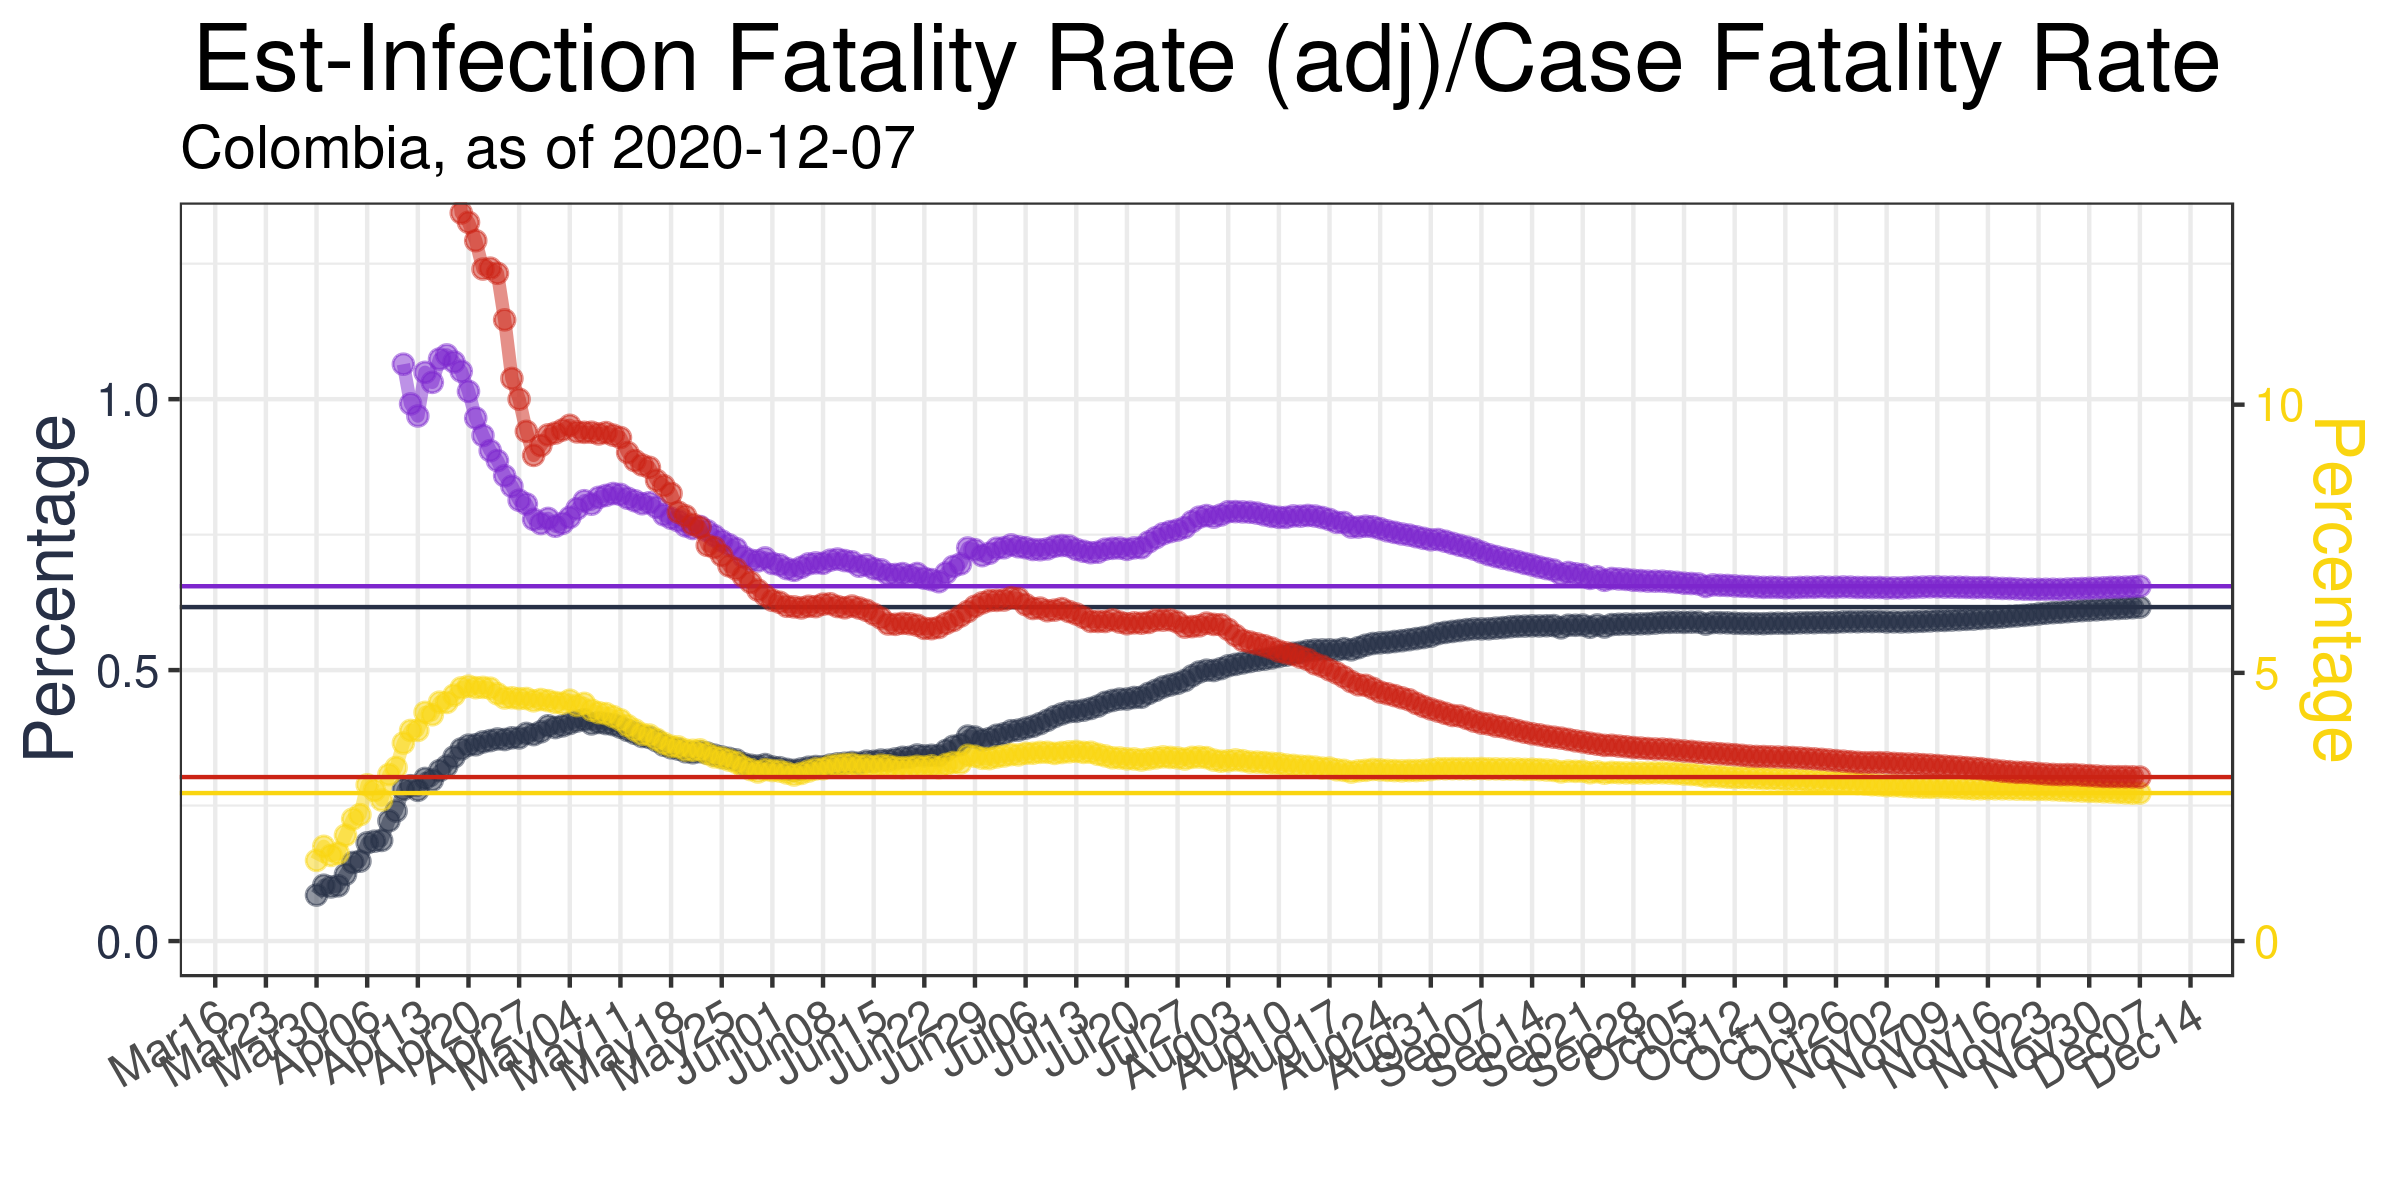 Est-Infection Fatality Rate (adj)/Case Fatality Rate
Colombia, as of 2020-12-07
Percentage
1.0
0.5
0.0
10
5
0
Percentage
Mar16
Mar23
Mar30
Apr06
Apr13
Apr20
Apr27
May04
May11
May18
May25
Jun01
Jun08
Jun15
Jun22
Jun29
Jul06
Jul13
Jul20
Jul27
Aug03
Aug10
Aug17
Aug24
Aug31
Sep07
Sep14
Sep21
Sep28
Oct05
Oct12
Oct19
Oct26
Nov02
Nov09
Nov16
Nov23
Nov30
Dec07
Dec14